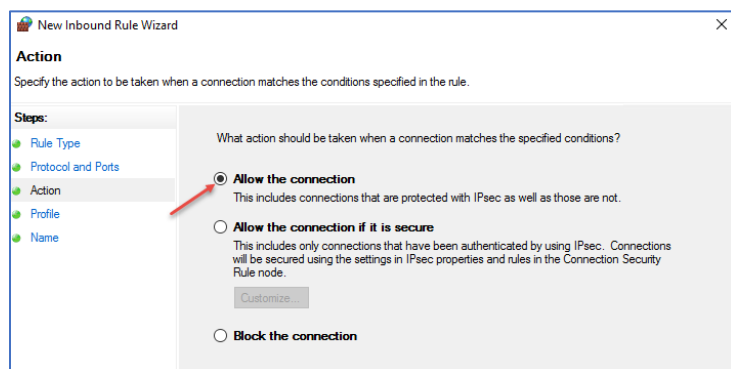 New Inbound Rule Wizard
Action
Specify the action to be taken when a connection matches the conditions specified in the rule.
Steps:
Rule Type
Protocol and Ports
Action
Profile
Name
What action should be taken when a connection matches the specified conditions?
Allow the connection
This includes connections that are protected with IPsec as well as those are not.
Allow the connection if it is secure
This includes only connections that have been authenticated by using IPsec. Connections
will be secured using the settings in IPsec properties and rules in the Connection Security
Rule node.
Customize...
Block the connection